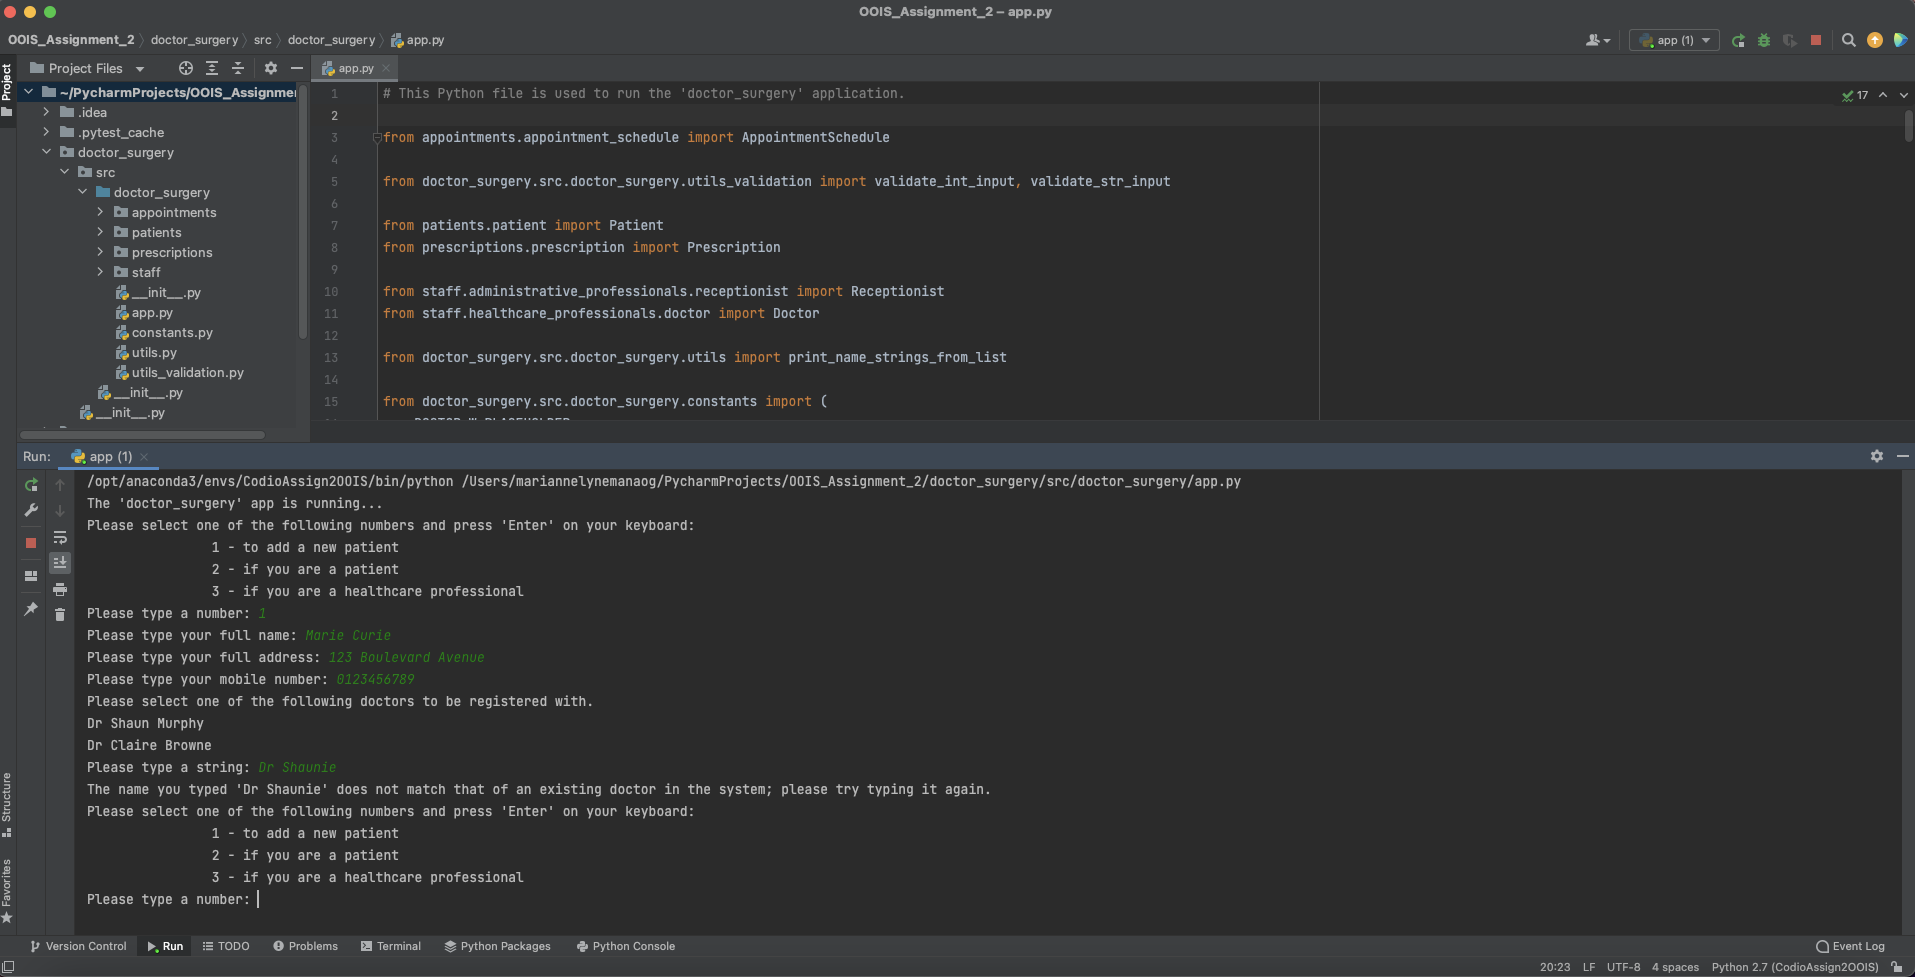 OOIS_Assignment_2 – app.py
OOIS_Assignment_2 doctor_surgery src doctor_surgery app.py
app (1)
Project
Project Files
app.py
~/PycharmProjects/OOIS_Assignme
.idea
.pytest_cache
doctor_surgery
src
doctor_surgery
appointments
patients
prescriptions
staff
__init__.py
app.py
constants.py
utils.py
utils_validation.py
__init__.py
__init__.py
17
1 # This Python file is used to run the 'doctor_surgery' application.
2
3 from appointments.appointment_schedule import AppointmentSchedule
4
5 from doctor_surgery.src.doctor_surgery.utils_validation import validate_int_input, validate_str_input
6
7 from patients.patient import Patient
8 from prescriptions.prescription import Prescription
9
10 from staff.administrative_professionals.receptionist import Receptionist
11 from staff.healthcare_professionals.doctor import Doctor
12
13 from doctor_surgery.src.doctor_surgery.utils import print_name_strings_from_list
14
15 from doctor_surgery.src.doctor_surgery.constants import (
Run: app (1)
/opt/anaconda3/envs/CodioAssign2OOIS/bin/python /Users/mariannelynemanaog/PycharmProjects/OOIS_Assignment_2/doctor_surgery/src/doctor_surgery/app.py
The 'doctor_surgery' app is running...
Please select one of the following numbers and press 'Enter' on your keyboard:
1 - to add a new patient
2 - if you are a patient
3 - if you are a healthcare professional
Please type a number: 1
Please type your full name: Marie Curie
Please type your full address: 123 Boulevard Avenue
Please type your mobile number: 0123456789
Please select one of the following doctors to be registered with.
Dr Shaun Murphy
Dr Claire Browne
Please type a string: Dr Shaunie
The name you typed 'Dr Shaunie' does not match that of an existing doctor in the system; please try typing it again.
Please select one of the following numbers and press 'Enter' on your keyboard:
1 - to add a new patient
2 - if you are a patient
3 - if you are a healthcare professional
Please type a number:
Structure
Favorites
Version Control Run TODO Problems Terminal Python Packages Python Console Event Log
20:23 LF UTF-8 4 spaces Python 2.7 (CodioAssign2OOIS)